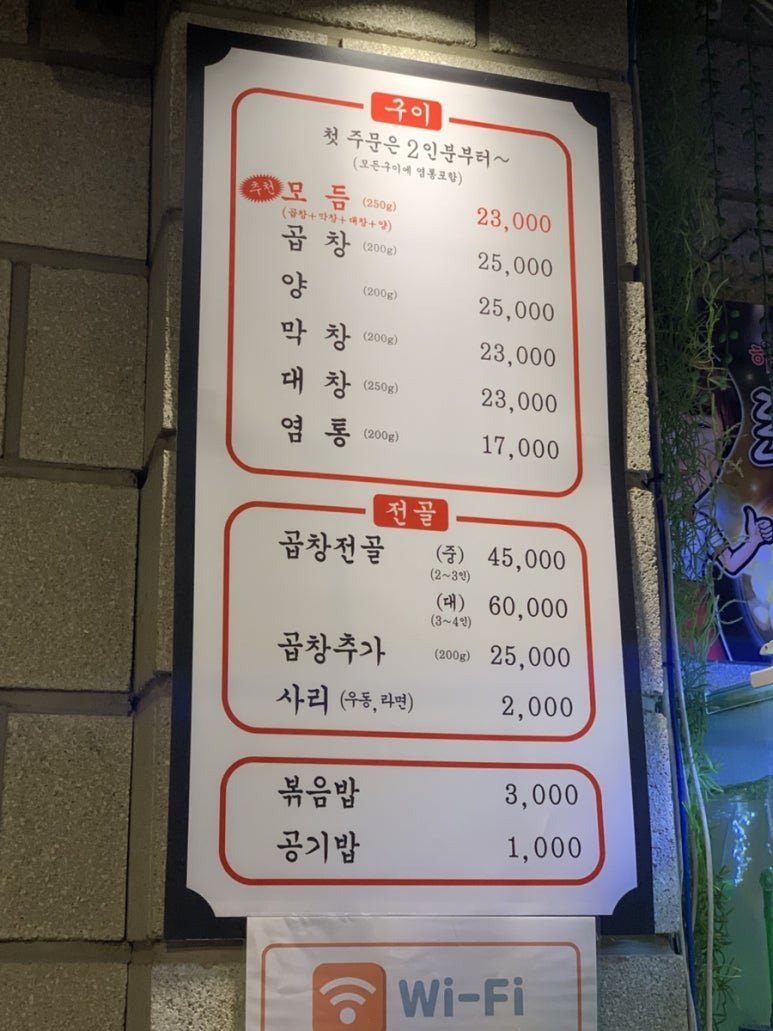 구이
첫 주문은 2인분부터~
(모든구이에 염통포함)
추천 모듬 (250g) 23,000
(곱창+막창+대창+양)
곱창 (200g) 25,000
양 (200g) 25,000
막창 (200g) 23,000
대창 (250g) 23,000
염통 (200g) 17,000
전골
곱창전골 (중) 45,000
(2~3인)
(대) 60,000
(3~4인)
곱창추가 (200g) 25,000
사리 (우동, 라면) 2,000
볶음밥 3,000
공기밥 1,000
Wi-Fi